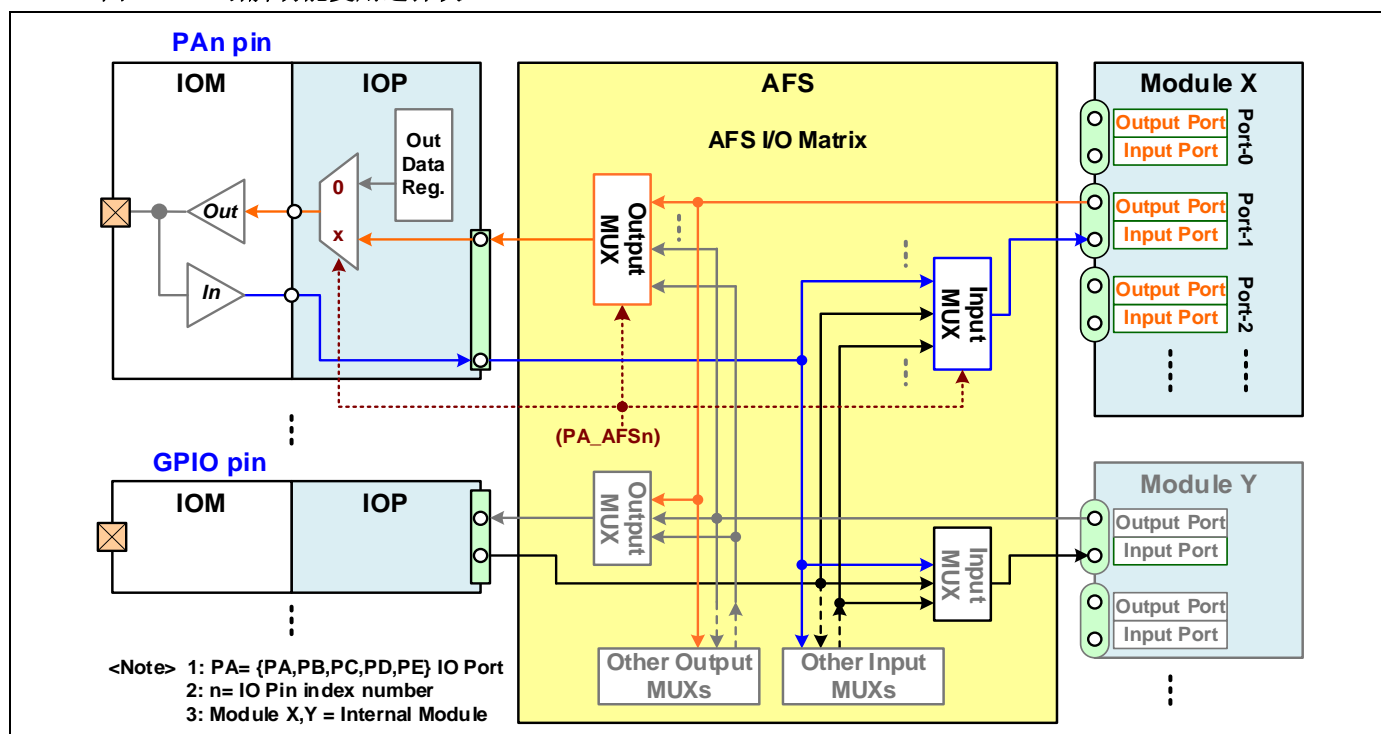 PAn pin
IOM
IOP
Out
Data
Reg.
0
x
Out
In
AFS
AFS I/O Matrix
Output
MUX
Input
MUX
(PA_AFSn)
Module X
Output Port
Input Port
Port-0
Output Port
Input Port
Port-1
Output Port
Input Port
Port-2
GPIO pin
IOM
IOP
Output
MUX
Input
MUX
Module Y
Output Port
Input Port
Output Port
Input Port
Other Output
MUXs
Other Input
MUXs
<Note> 1: PA= {PA,PB,PC,PD,PE} IO Port
2: n= IO Pin index number
3: Module X,Y = Internal Module